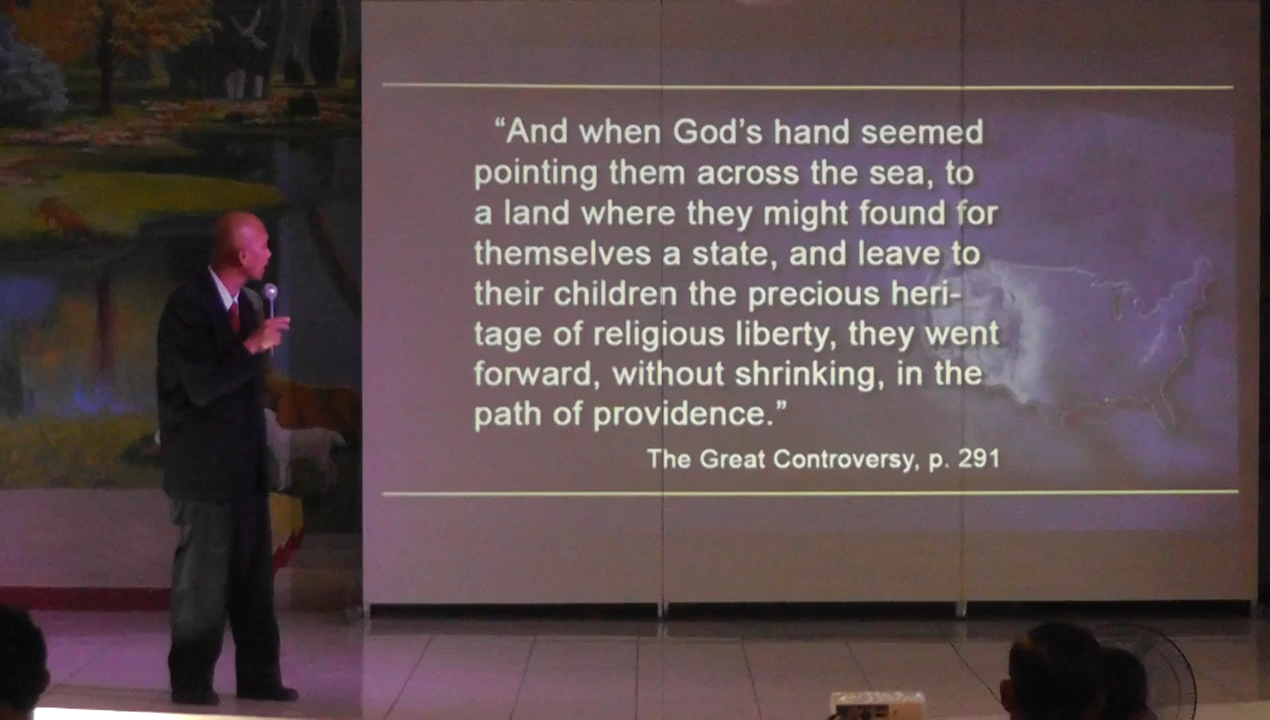 “And when God’s hand seemed
pointing them across the sea, to
a land where they might found for
themselves a state, and leave to
their children the precious heri-
tage of religious liberty, they went
forward, without shrinking, in the
path of providence.”
The Great Controversy, p. 291